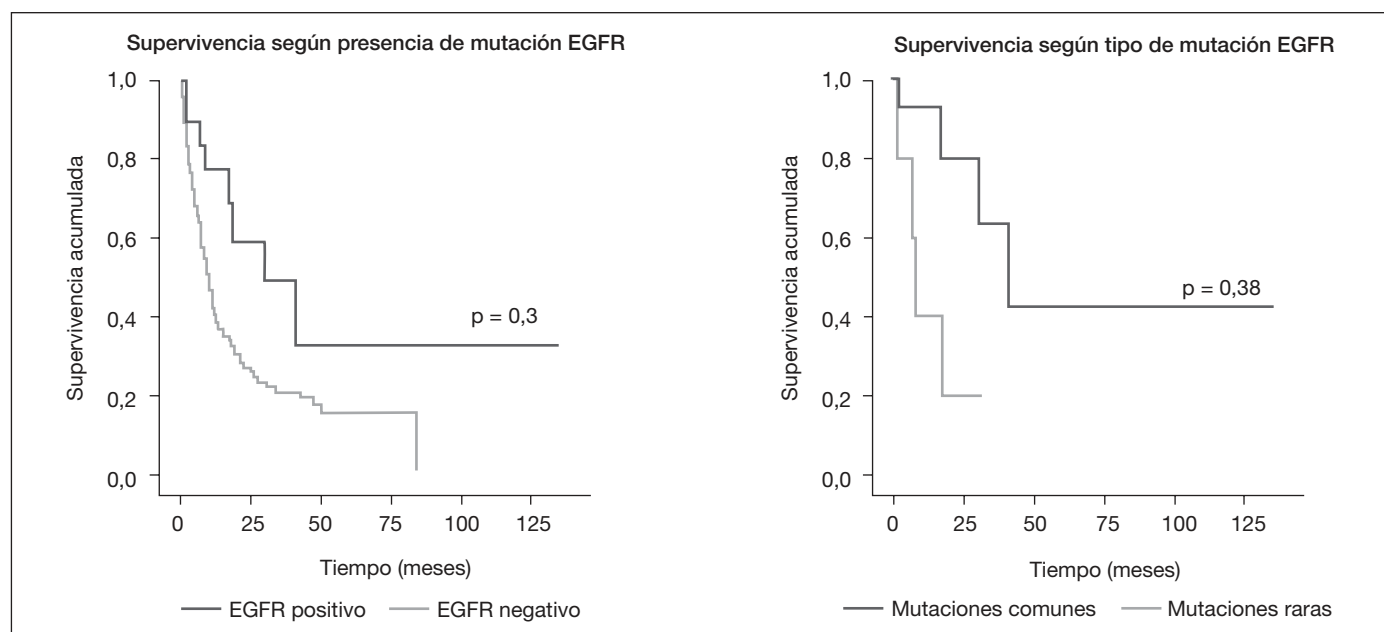 Supervivencia según presencia de mutación EGFR
1,0
0,8
0,6
0,4
0,2
0,0
Supervivencia acumulada
p = 0,3
0 25 50 75 100 125
Tiempo (meses)
EGFR positivo EGFR negativo
Supervivencia según tipo de mutación EGFR
1,0
0,8
0,6
0,4
0,2
0,0
Supervivencia acumulada
p = 0,38
0 25 50 75 100 125
Tiempo (meses)
Mutaciones comunes Mutaciones raras